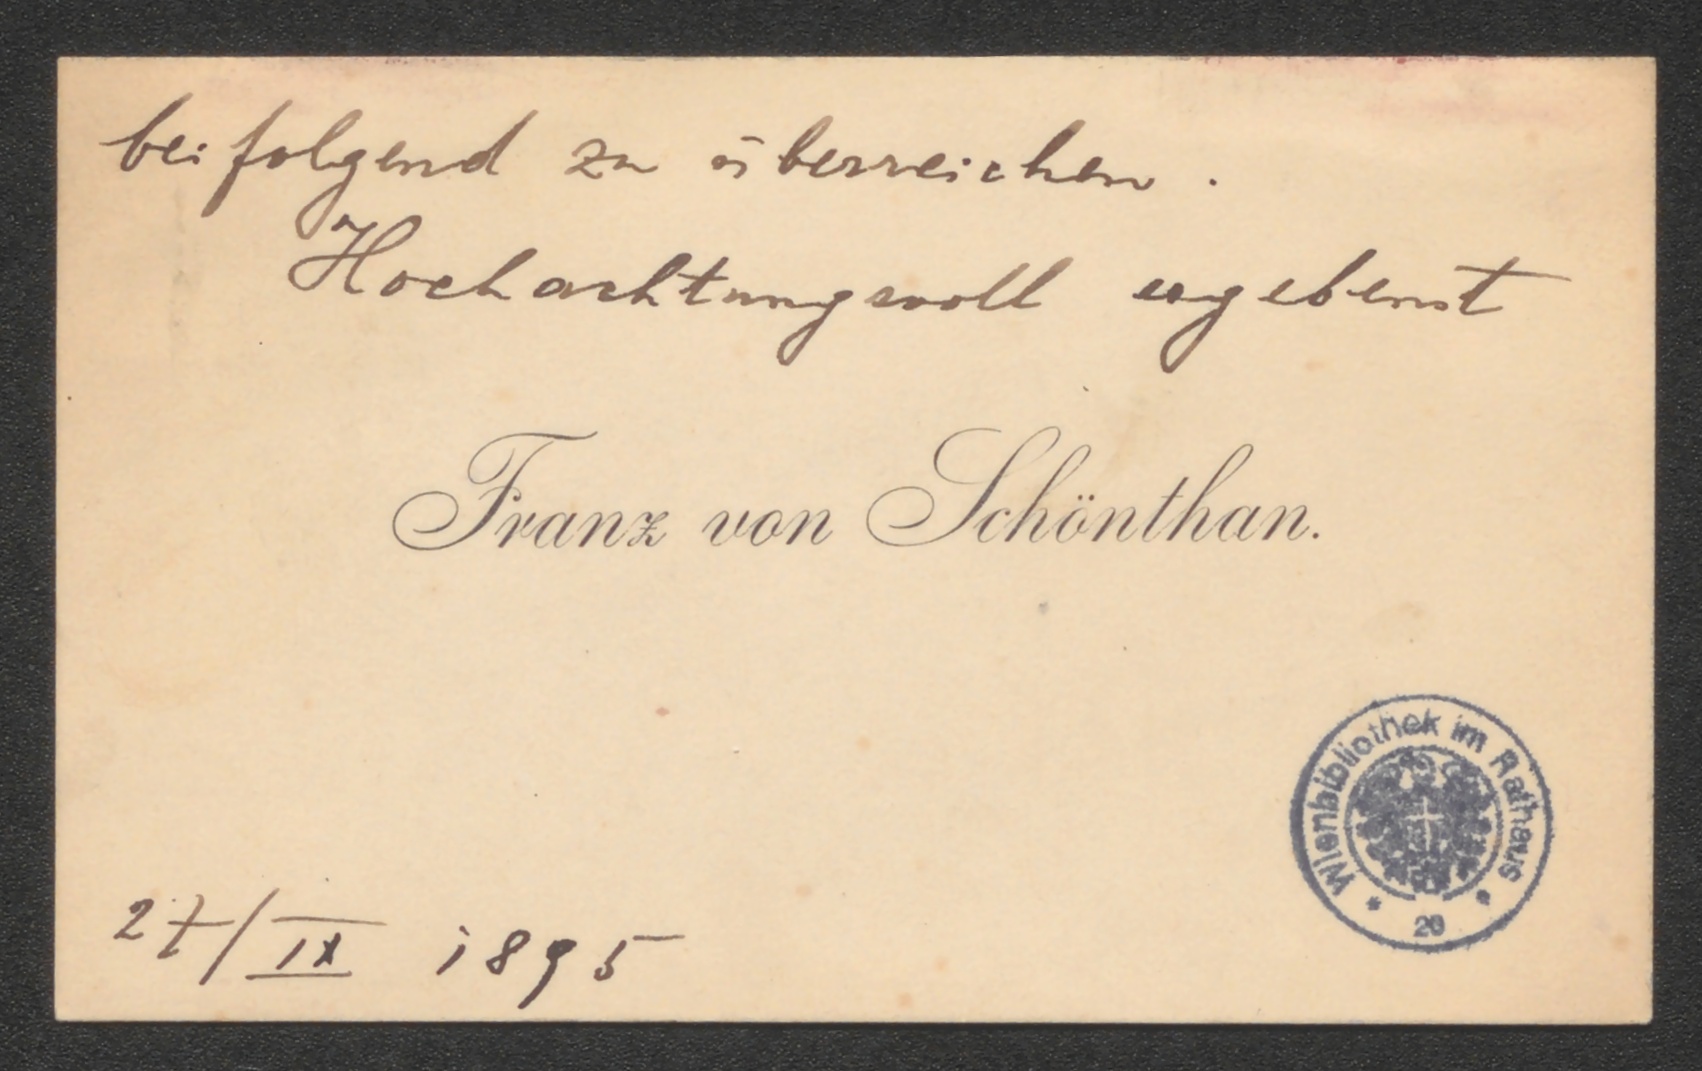 beifolgend zu überreichen.
Hochachtungsvoll ergebenst
Franz von Schönthan.
Wienbibliothek im Rathaus
* 20 *
27/IX 1895